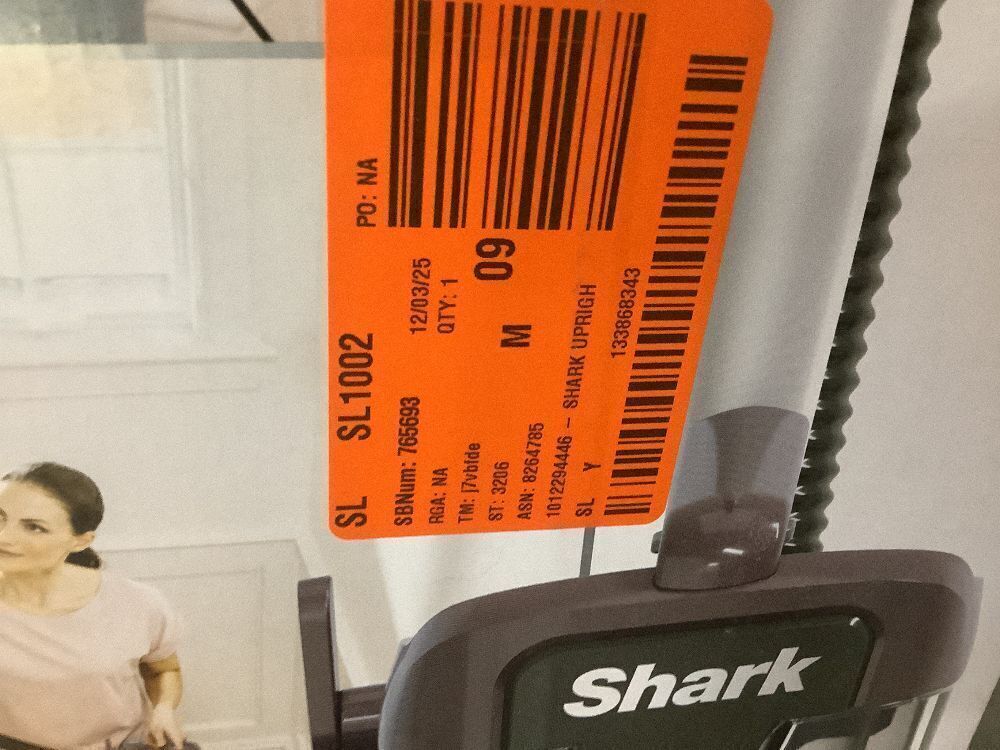 SL SL1002 PO: NA
SBNum: 765693 12/03/25
RGA: NA QTY: 1
TM: j7vbfde
ST: 3206 M 09
ASN: 8264785
1012294446 – SHARK UPRIGH
SL Y
133868343
Shark